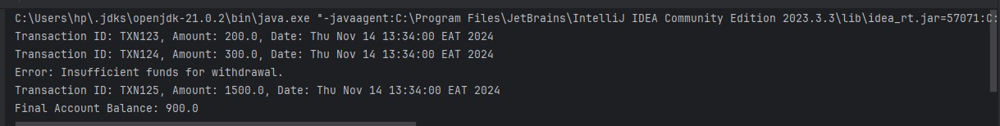 C:\Users\hp\.jdks\openjdk-21.0.2\bin\java.exe "-javaagent:C:\Program Files\JetBrains\IntelliJ IDEA Community Edition 2023.3.3\lib\idea_rt.jar=57071:C:
Transaction ID: TXN123, Amount: 200.0, Date: Thu Nov 14 13:34:00 EAT 2024
Transaction ID: TXN124, Amount: 300.0, Date: Thu Nov 14 13:34:00 EAT 2024
Error: Insufficient funds for withdrawal.
Transaction ID: TXN125, Amount: 1500.0, Date: Thu Nov 14 13:34:00 EAT 2024
Final Account Balance: 900.0